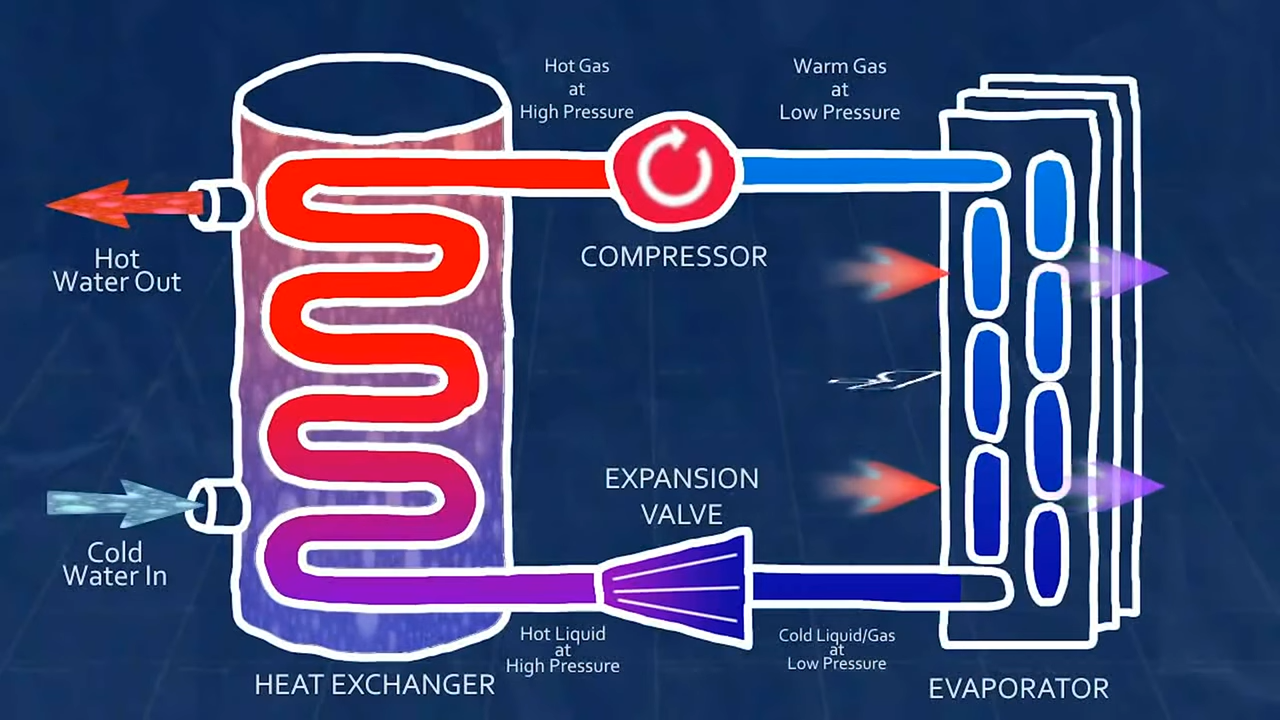 Hot Gas
at
High Pressure
Warm Gas
at
Low Pressure
COMPRESSOR
Hot
Water Out
EXPANSION
VALVE
Cold
Water In
Hot Liquid
at
High Pressure
Cold Liquid/Gas
at
Low Pressure
HEAT EXCHANGER
EVAPORATOR